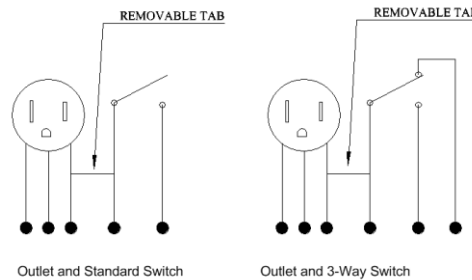 REMOVABLE TAB
REMOVABLE TAB
Outlet and Standard Switch
Outlet and 3-Way Switch